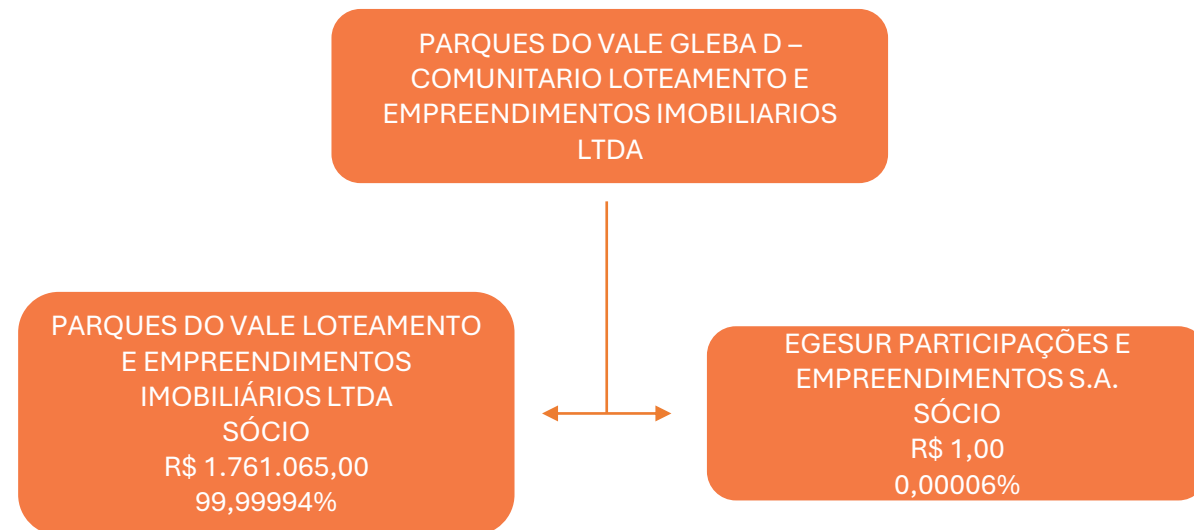 PARQUES DO VALE GLEBA D –
COMUNITARIO LOTEAMENTO E
EMPREENDIMENTOS IMOBILIARIOS
LTDA
PARQUES DO VALE LOTEAMENTO
E EMPREENDIMENTOS
IMOBILIÁRIOS LTDA
SÓCIO
R$ 1.761.065,00
99,99994%
EGESUR PARTICIPAÇÕES E
EMPREENDIMENTOS S.A.
SÓCIO
R$ 1,00
0,00006%